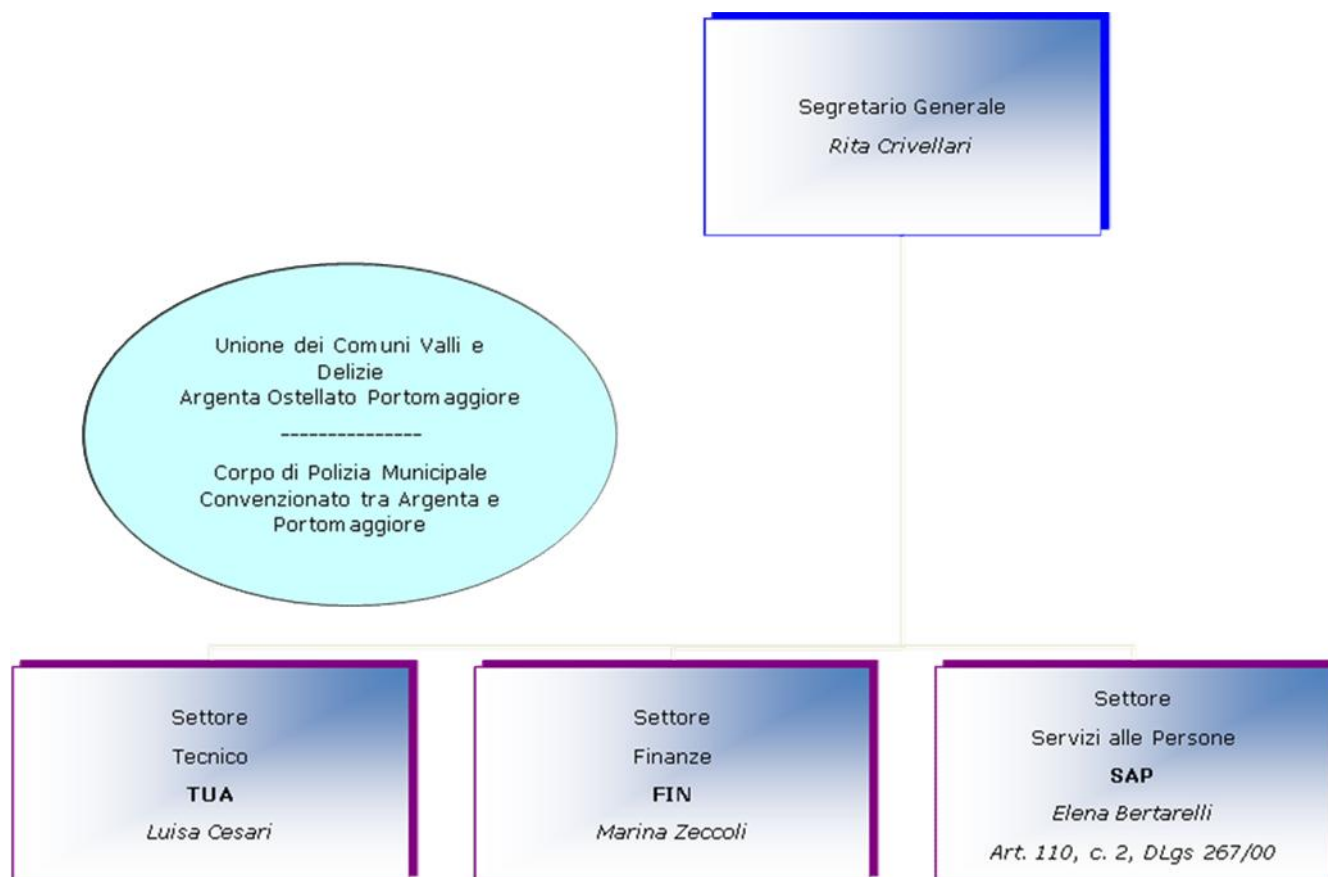 Segretario Generale
Rita Crivellari
Unione dei Comuni Valli e
Delizie
Argenta Ostellato Portomaggiore
---------------
Corpo di Polizia Municipale
Convenzionato tra Argenta e
Portomaggiore
Settore
Tecnico
TUA
Luisa Cesari
Settore
Finanze
FIN
Marina Zeccoli
Settore
Servizi alle Persone
SAP
Elena Bertarelli
Art. 110, c. 2, DLgs 267/00